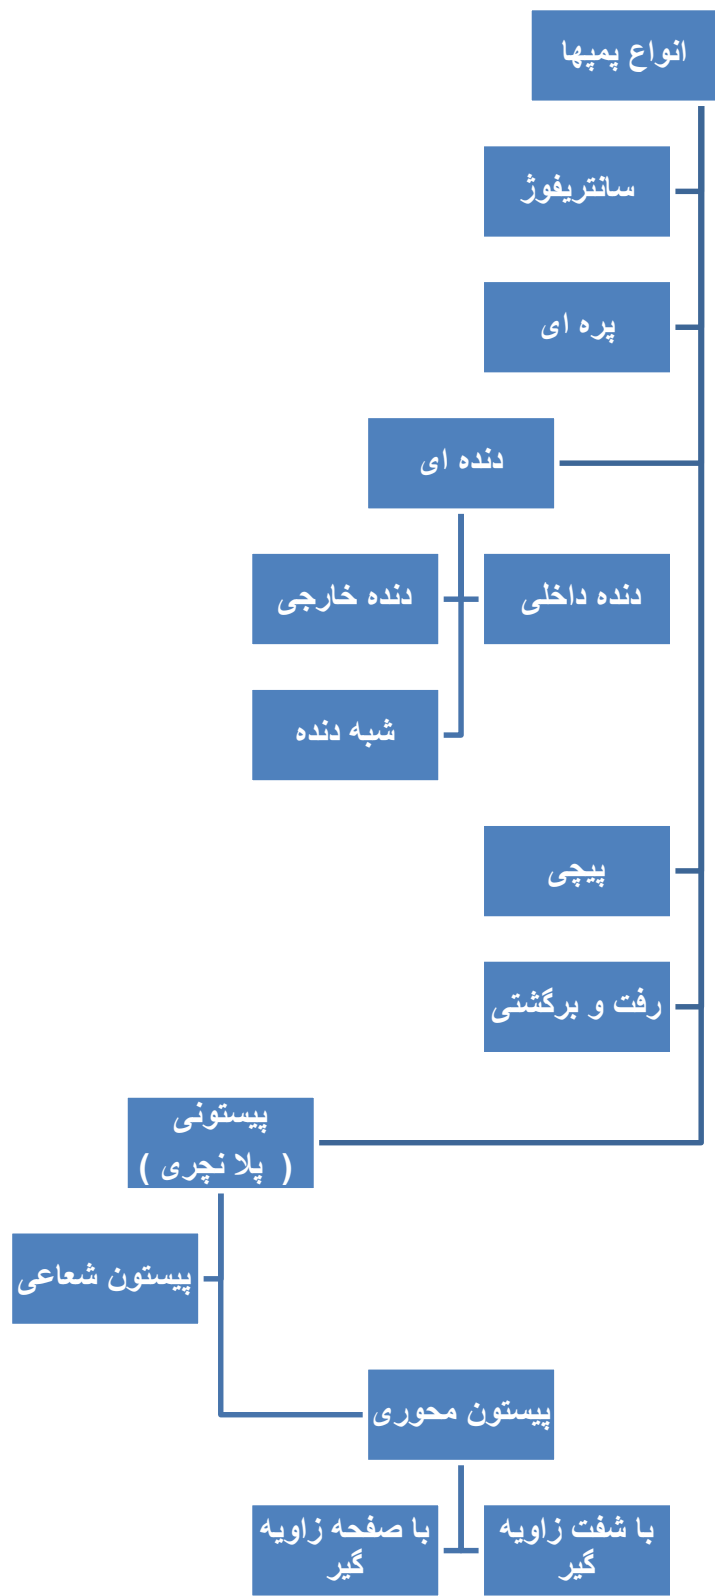 انواع پمپها
سانتریفوژ
پره ای
دنده ای
دنده داخلی
دنده خارجی
شبه دنده
پیچی
رفت و برگشتی
پیستونی
( پلا نچری )
پیستون شعاعی
پیستون محوری
با شفت زاویه
گیر
با صفحه زاویه
گیر